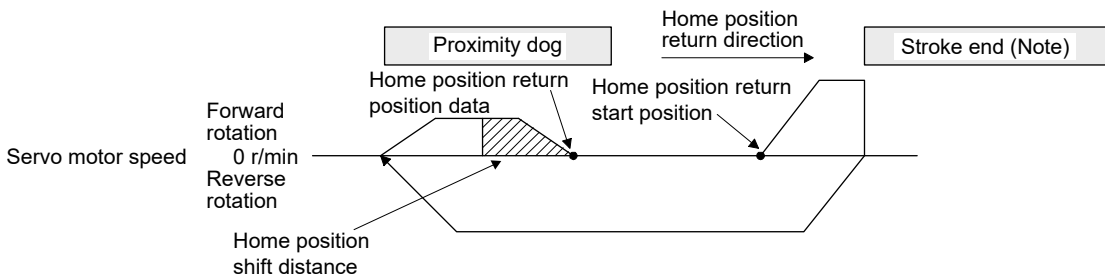 Proximity dog
Home position
return direction
Stroke end (Note)
Home position return
position data
Home position return
start position
Forward
rotation
Servo motor speed
0 r/min
Reverse
rotation
Home position
shift distance